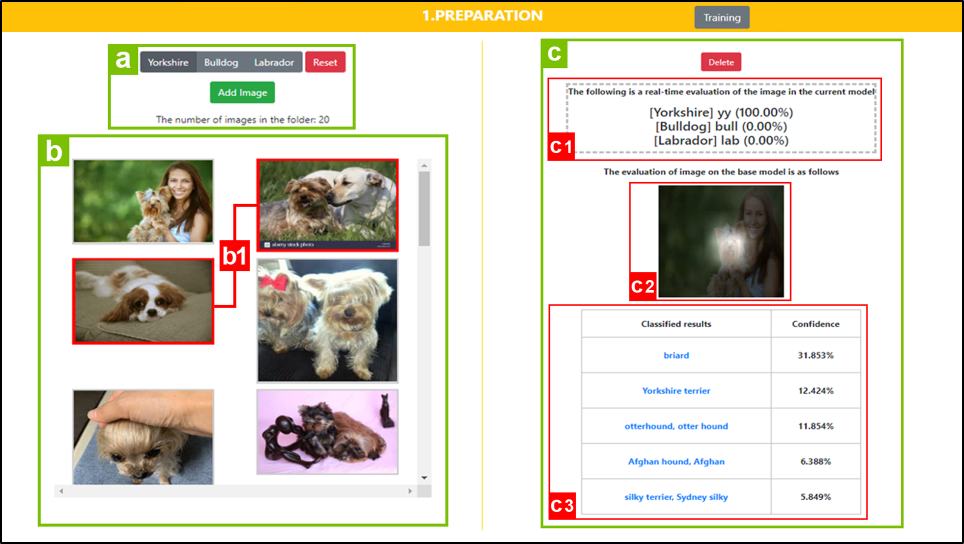 1.PREPARATION
Training
a
Yorkshire
Bulldog
Labrador
Reset
Add Image
The number of images in the folder: 20
b
b1
alamy stock photo
c
Delete
c1
The following is a real-time evaluation of the image in the current model
[Yorkshire] yy (100.00%)
[Bulldog] bull (0.00%)
[Labrador] lab (0.00%)
The evaluation of image on the base model is as follows
c2
c3
Classified results Confidence
briard 31.853%
Yorkshire terrier 12.424%
otterhound, otter hound 11.854%
Afghan hound, Afghan 6.388%
silky terrier, Sydney silky 5.849%